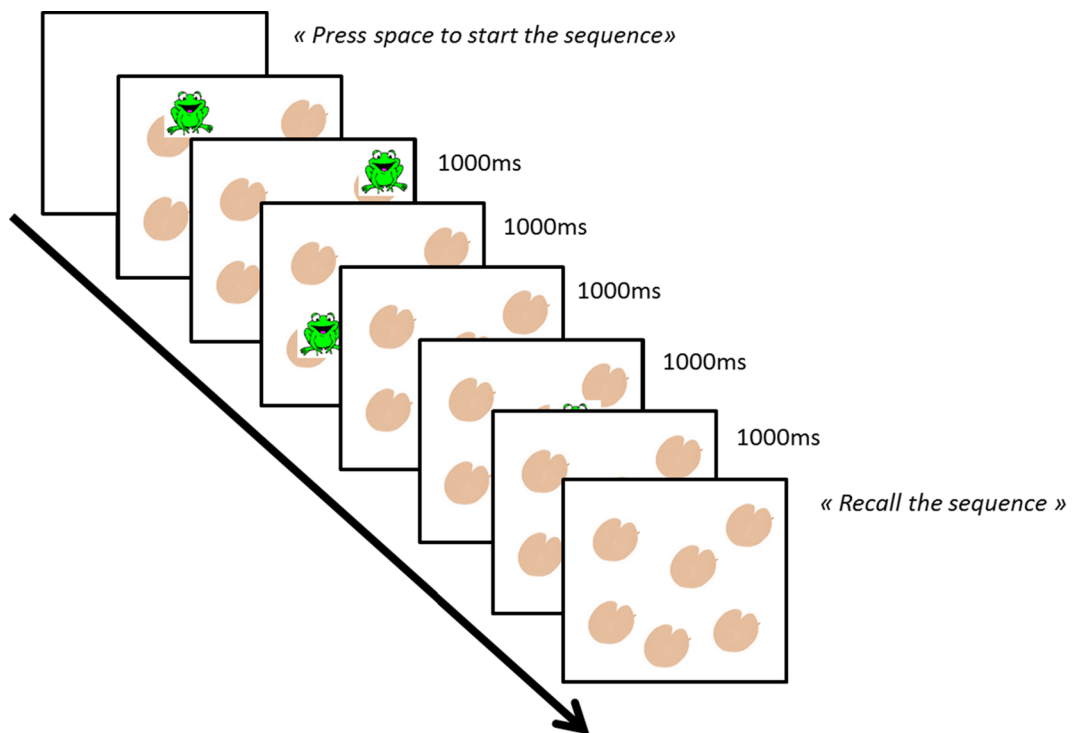 « Press space to start the sequence»
1000ms
1000ms
1000ms
1000ms
1000ms
« Recall the sequence »